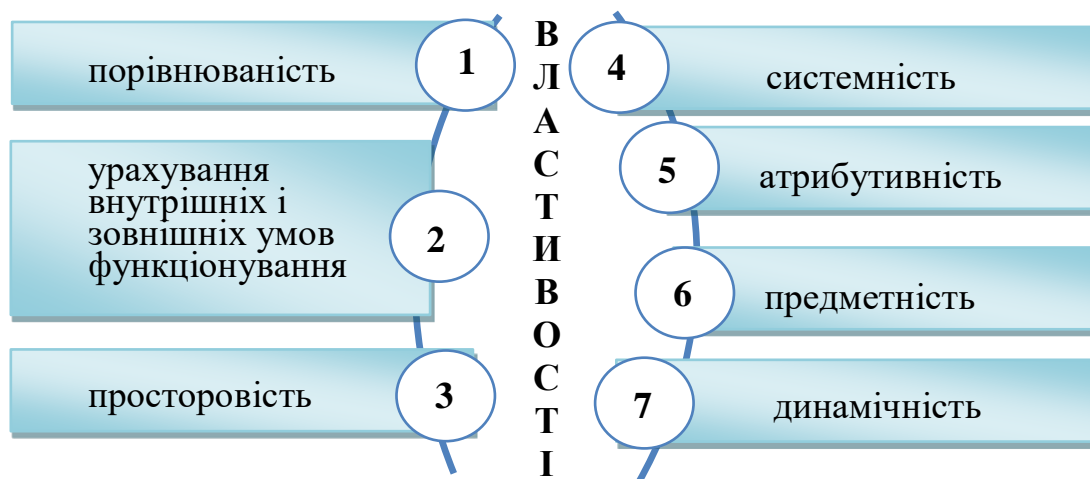 порівнюваність
1
урахування
внутрішніх і
зовнішніх умов
функціонування
2
просторовість
3
ВЛАСТИВОСТІ
4
системність
5
атрибутивність
6
предметність
7
динамічність